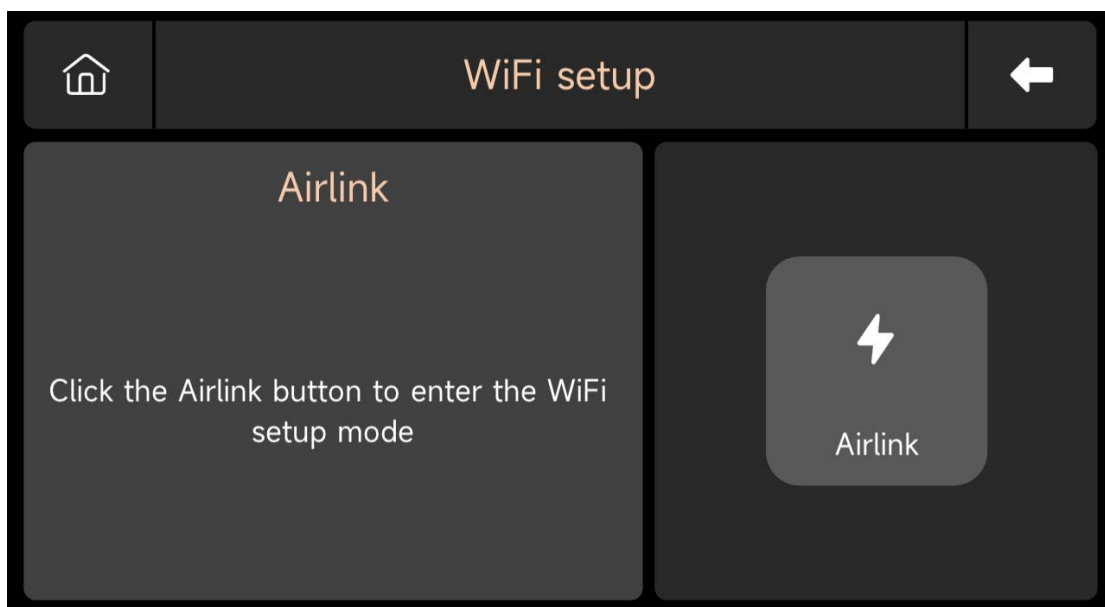 WiFi setup
Airlink
Click the Airlink button to enter the WiFi
setup mode
Airlink